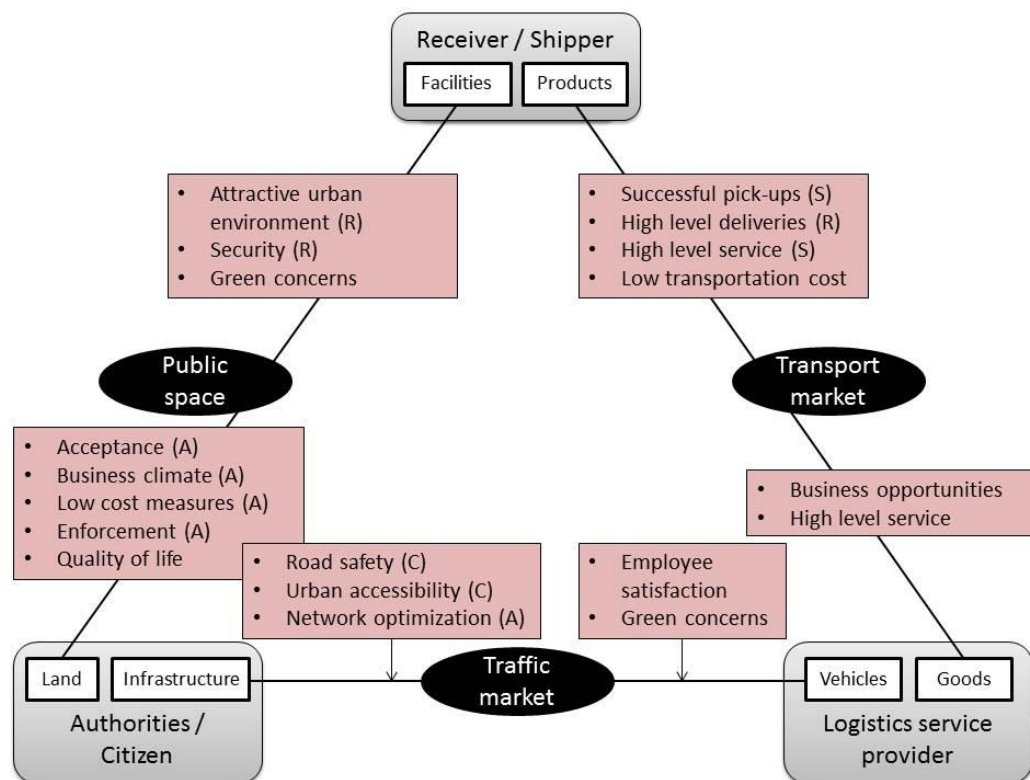 Receiver / Shipper
Facilities
Products
• Attractive urban
environment (R)
• Security (R)
• Green concerns
• Successful pick-ups (S)
• High level deliveries (R)
• High level service (S)
• Low transportation cost
Public
space
Transport
market
• Acceptance (A)
• Business climate (A)
• Low cost measures (A)
• Enforcement (A)
• Quality of life
• Business opportunities
• High level service
• Road safety (C)
• Urban accessibility (C)
• Network optimization (A)
• Employee
satisfaction
• Green concerns
Land
Infrastructure
Authorities /
Citizen
Traffic
market
Vehicles
Goods
Logistics service
provider